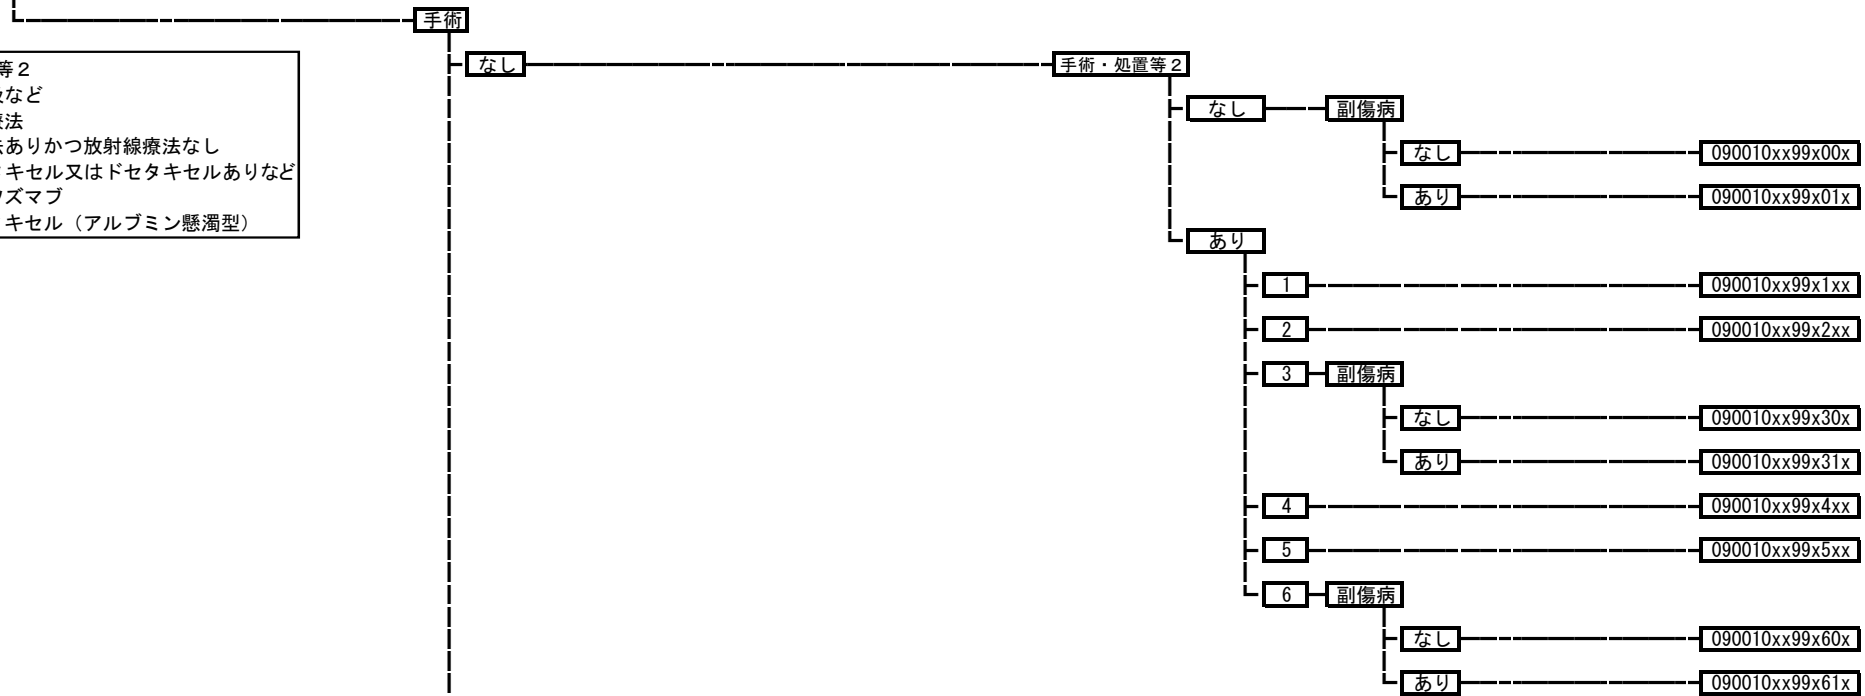 手術
なし
手術・処置等２
なし
副傷病
なし
090010xx99x00x
あり
090010xx99x01x
あり
1
090010xx99x1xx
2
090010xx99x2xx
3
副傷病
なし
090010xx99x30x
あり
090010xx99x31x
4
090010xx99x4xx
5
090010xx99x5xx
6
副傷病
なし
090010xx99x60x
あり
090010xx99x61x
等２
など
療法
ありかつ放射線療法なし
キセル又はドセタキセルありなど
ズマブ
キセル（アルブミン懸濁型）